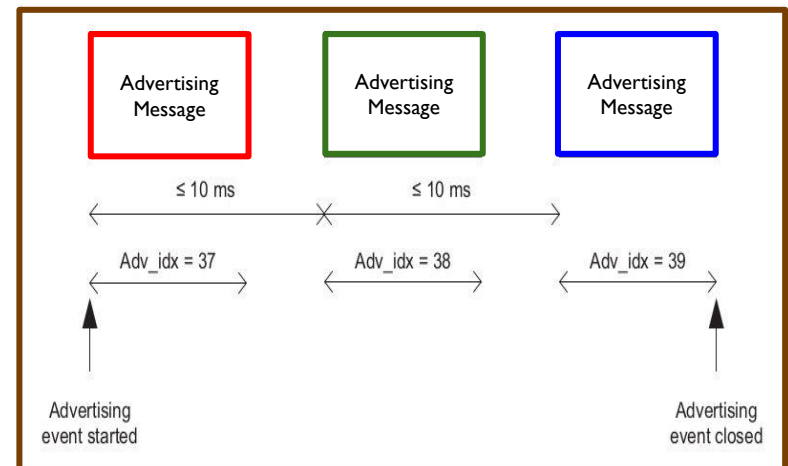 Advertising
Message
Advertising
Message
Advertising
Message
≤ 10 ms
≤ 10 ms
Adv_idx = 37
Adv_idx = 38
Adv_idx = 39
Advertising
event started
Advertising
event closed